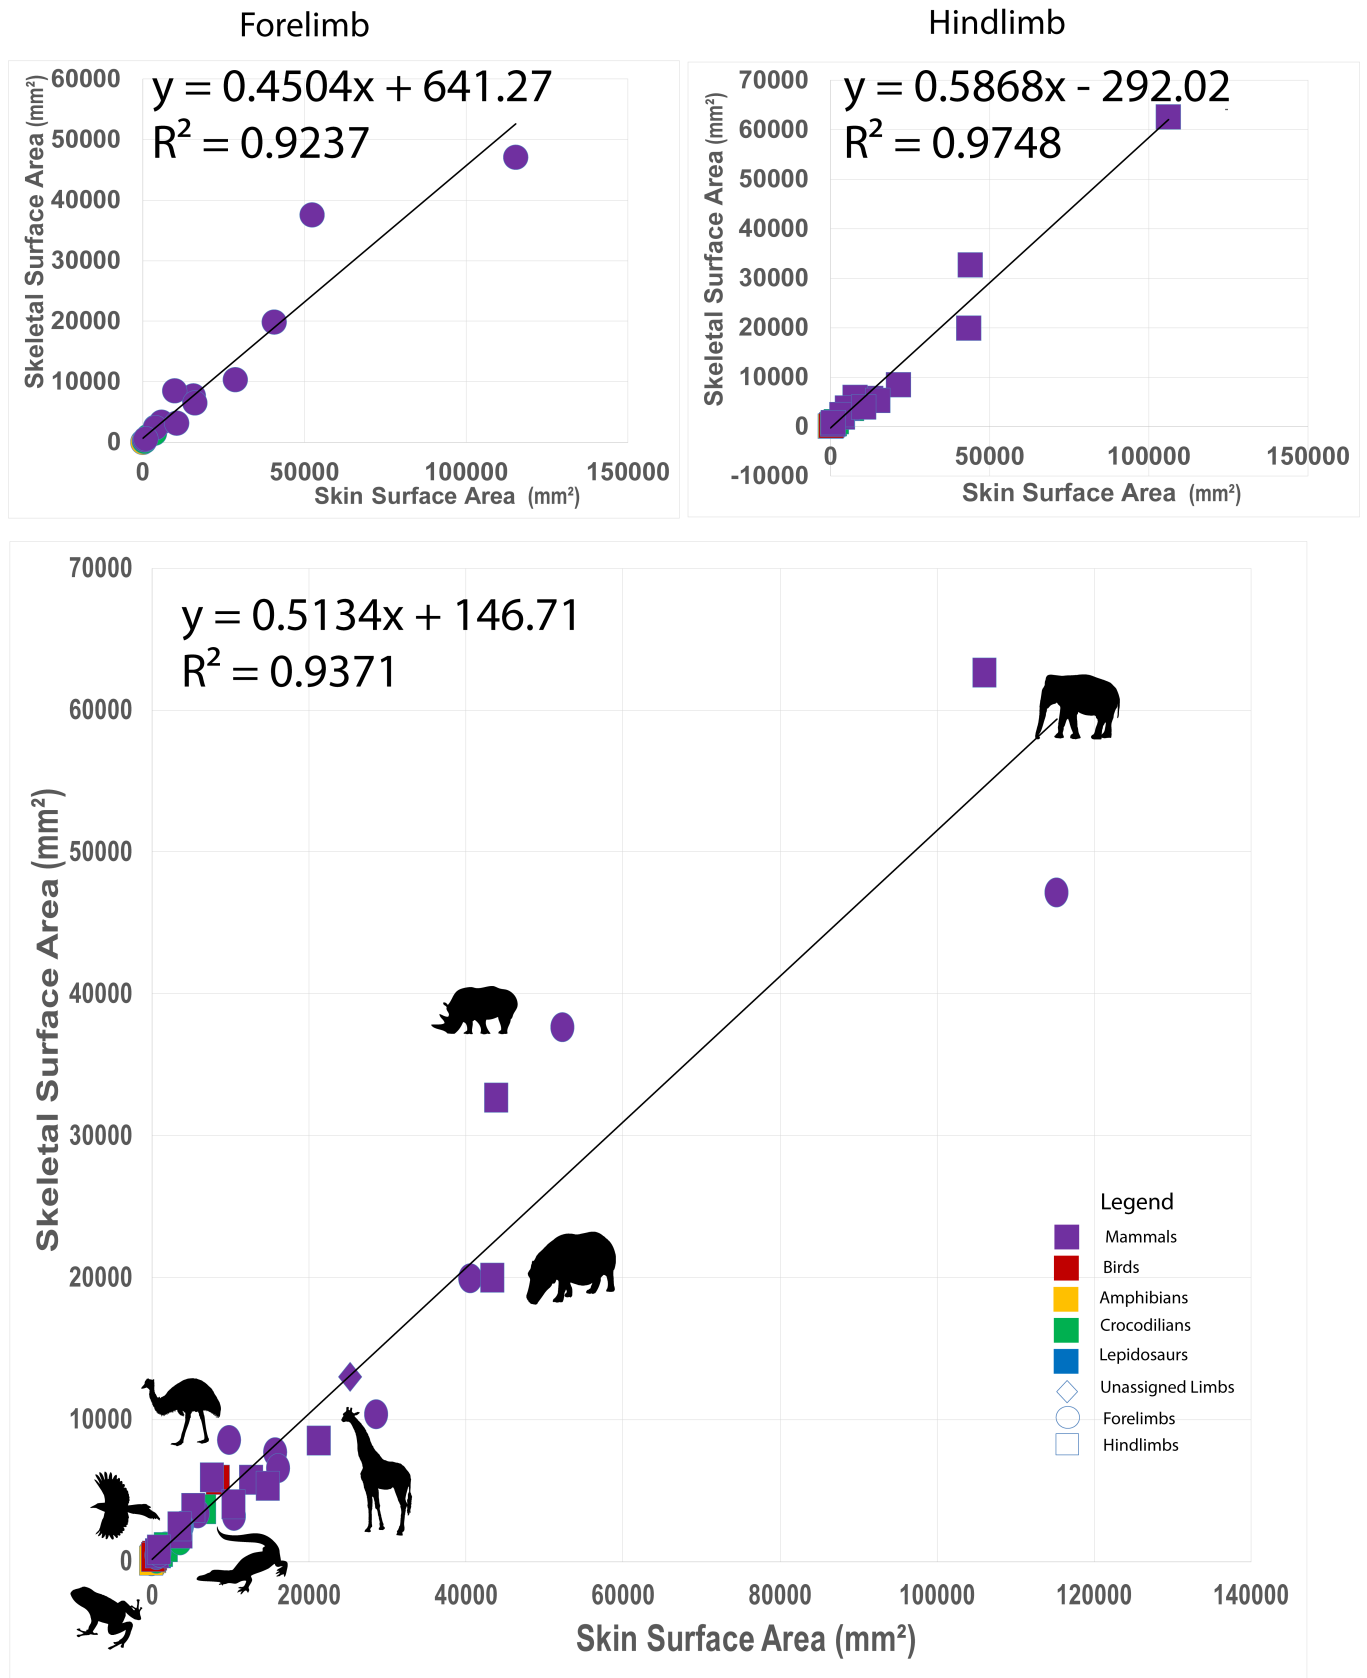 Forelimb
Hindlimb
y = 0.4504x + 641.27
R² = 0.9237
60000
50000
40000
30000
20000
10000
0
Skeletal Surface Area (mm²)
0 50000 100000 150000
Skin Surface Area (mm²)
y = 0.5868x - 292.02
R² = 0.9748
70000
60000
50000
40000
30000
20000
10000
0
-10000
Skeletal Surface Area (mm²)
0 50000 100000 150000
Skin Surface Area (mm²)
y = 0.5134x + 146.71
R² = 0.9371
70000
60000
50000
40000
30000
20000
10000
0
Skeletal Surface Area (mm²)
Legend
Mammals
Birds
Amphibians
Crocodilians
Lepidosaurs
Unassigned Limbs
Forelimbs
Hindlimbs
0 20000 40000 60000 80000 100000 120000 140000
Skin Surface Area (mm²)